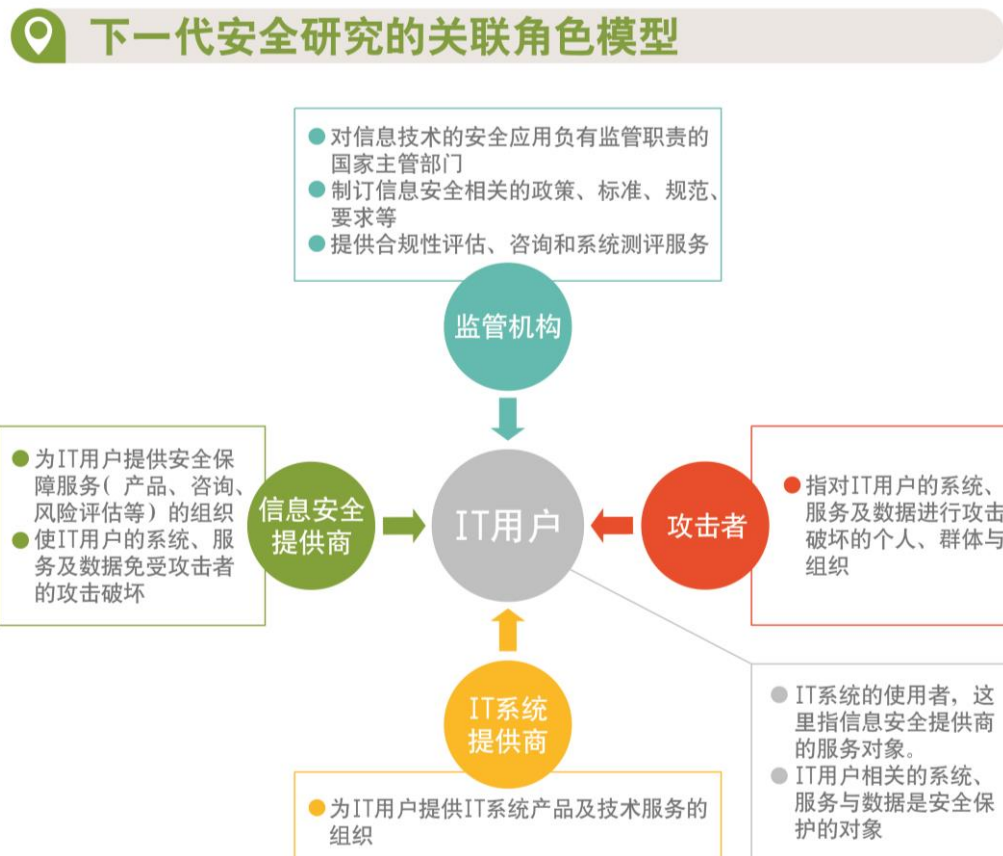 下一代安全研究的关联角色模型
对信息技术的安全应用负有监管职责的
国家主管部门
制订信息安全相关的政策、标准、规范、
要求等
提供合规性评估、咨询和系统测评服务
监管机构
为IT用户提供安全保
障服务( 产品、咨询、
风险评估等) 的组织
使IT用户的系统、服
务及数据免受攻击者
的攻击破坏
信息安全
提供商
IT用户
攻击者
指对IT用户的系统、
服务及数据进行攻击
破坏的个人、群体与
组织
IT系统
提供商
为IT用户提供IT系统产品及技术服务的
组织
IT系统的使用者，这
里指信息安全提供商
的服务对象。
IT用户相关的系统、
服务与数据是安全保
护的对象